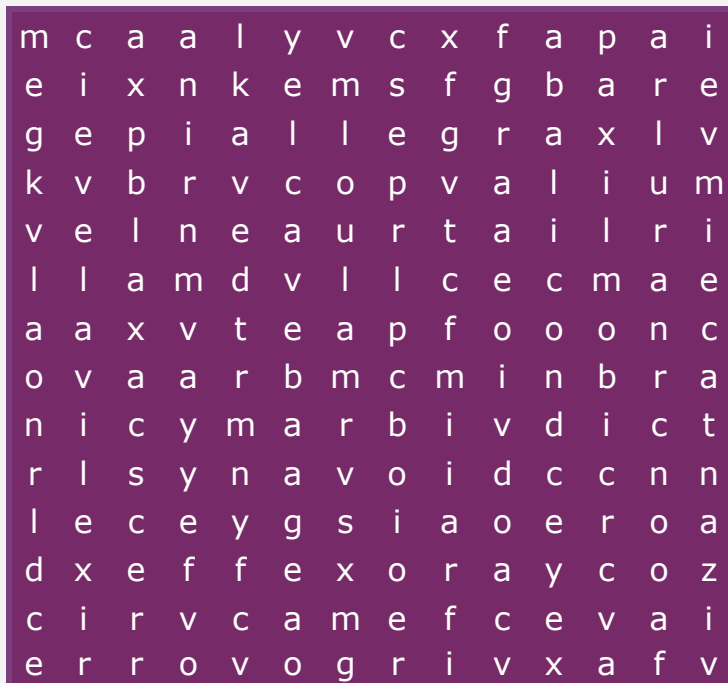 m c a a l y v c x f a p a i
e i x n k e m s f g b a r e
g e p i a l l e g r a x l v
k v b r v c o p v a l i u m
v e l n e a u r t a i l r i
l l a m d v l l c e c m a e
a a x v t e a p f o o o n c
o v a a r b m c m i n b r a
n i c y m a r b i v d i c t
r l s y n a v o i d c c n n
l e c e y g s i a o e r o a
d x e f f e x o r a y c o z
c i r v c a m e f c e v a i
e r r o v o g r i v x a f v